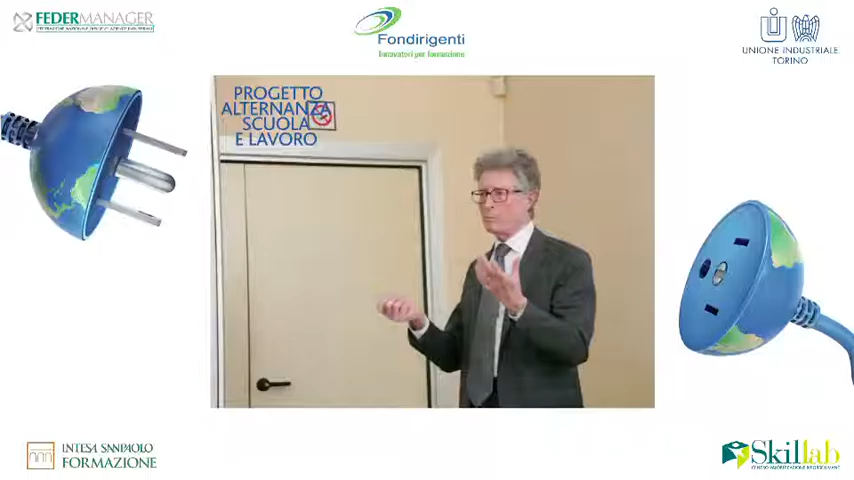 FEDERMANAGER
Fondirigenti
Innovatori per formazione
UNIONE INDUSTRIALE
TORINO
PROGETTO
ALTERNANZA
SCUOLA
E LAVORO
INTESA SANPAOLO
FORMAZIONE
Skillab